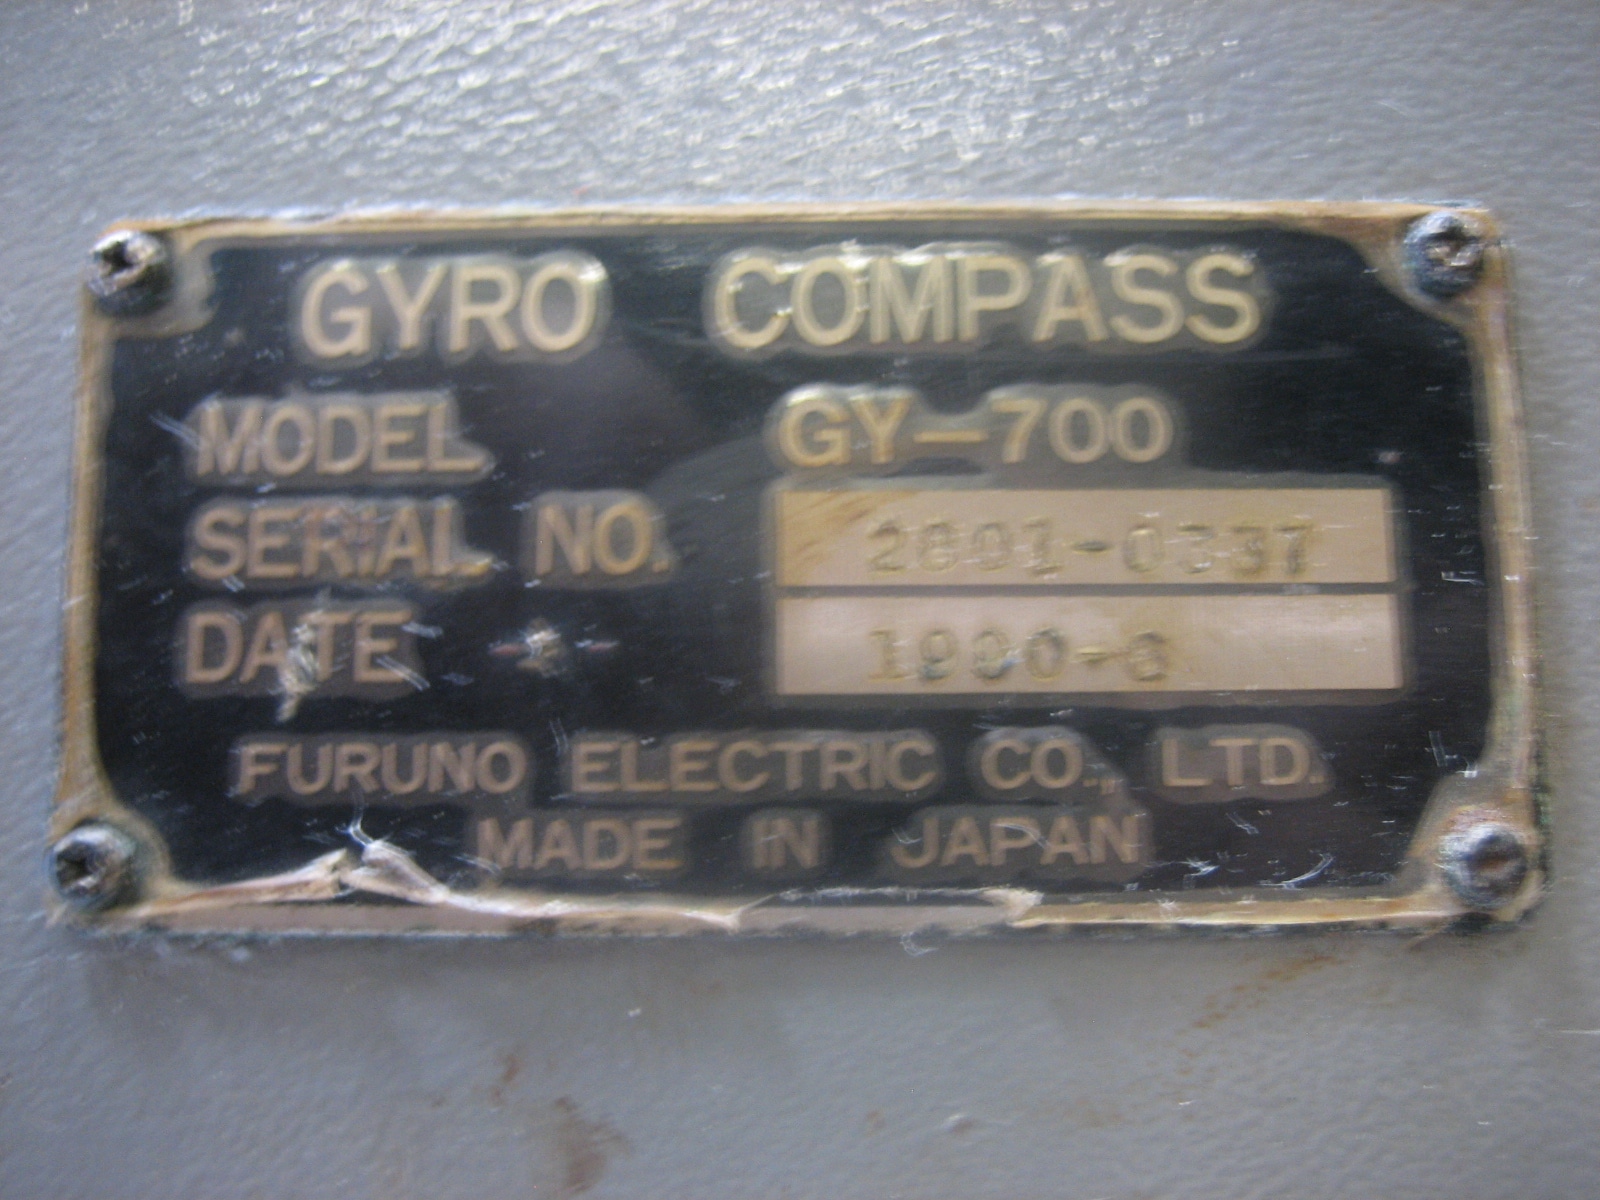 GYRO COMPASS
MODEL GY-700
SERIAL NO.
DATE
FURUNO ELECTRIC CO., LTD.
MADE IN JAPAN